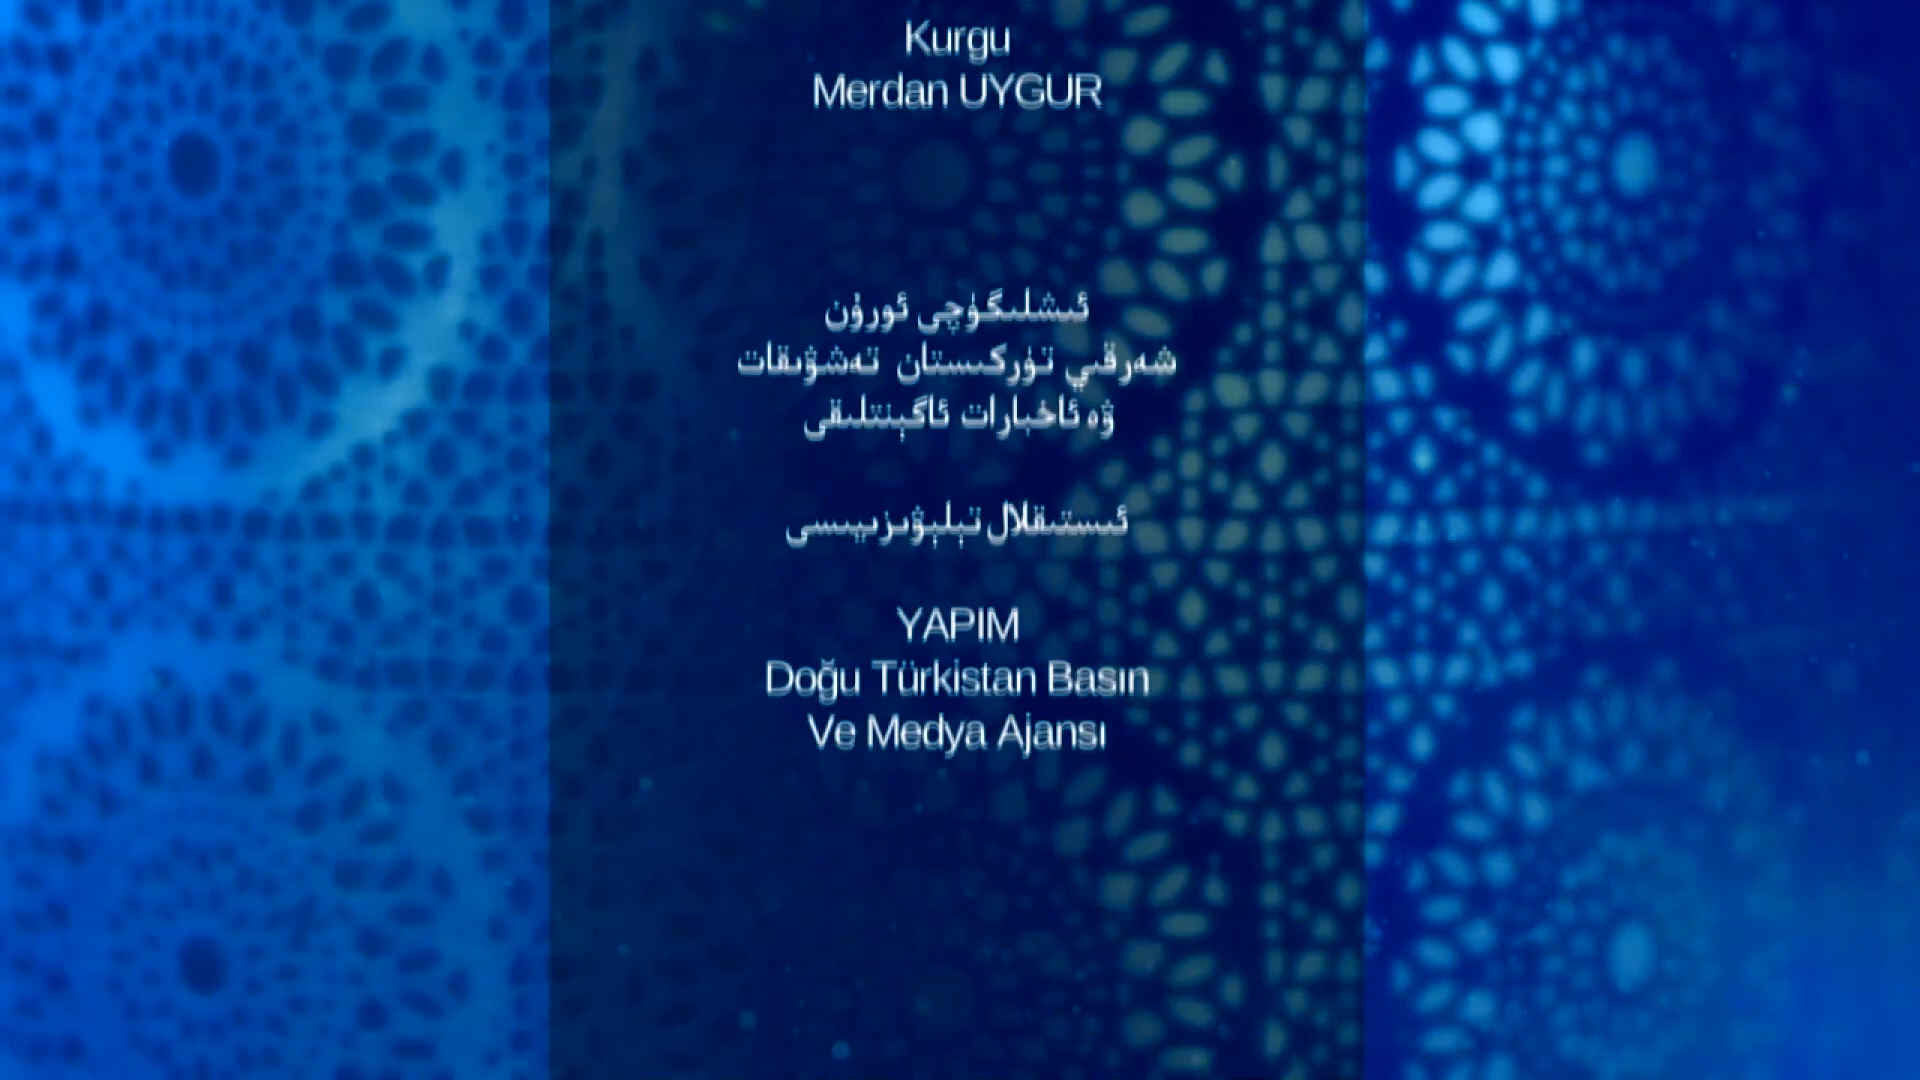 Kurgu
Merdan UYGUR
ئىشلىگۈچى ئورۇن
شەرقىي تۈركىستان تەشۋىقات
ۋە ئاخبارات ئاگېنتلىقى
ئىستىقلال تېلېۋىزىيىسى
YAPIM
Doğu Türkistan Basın
Ve Medya Ajansı